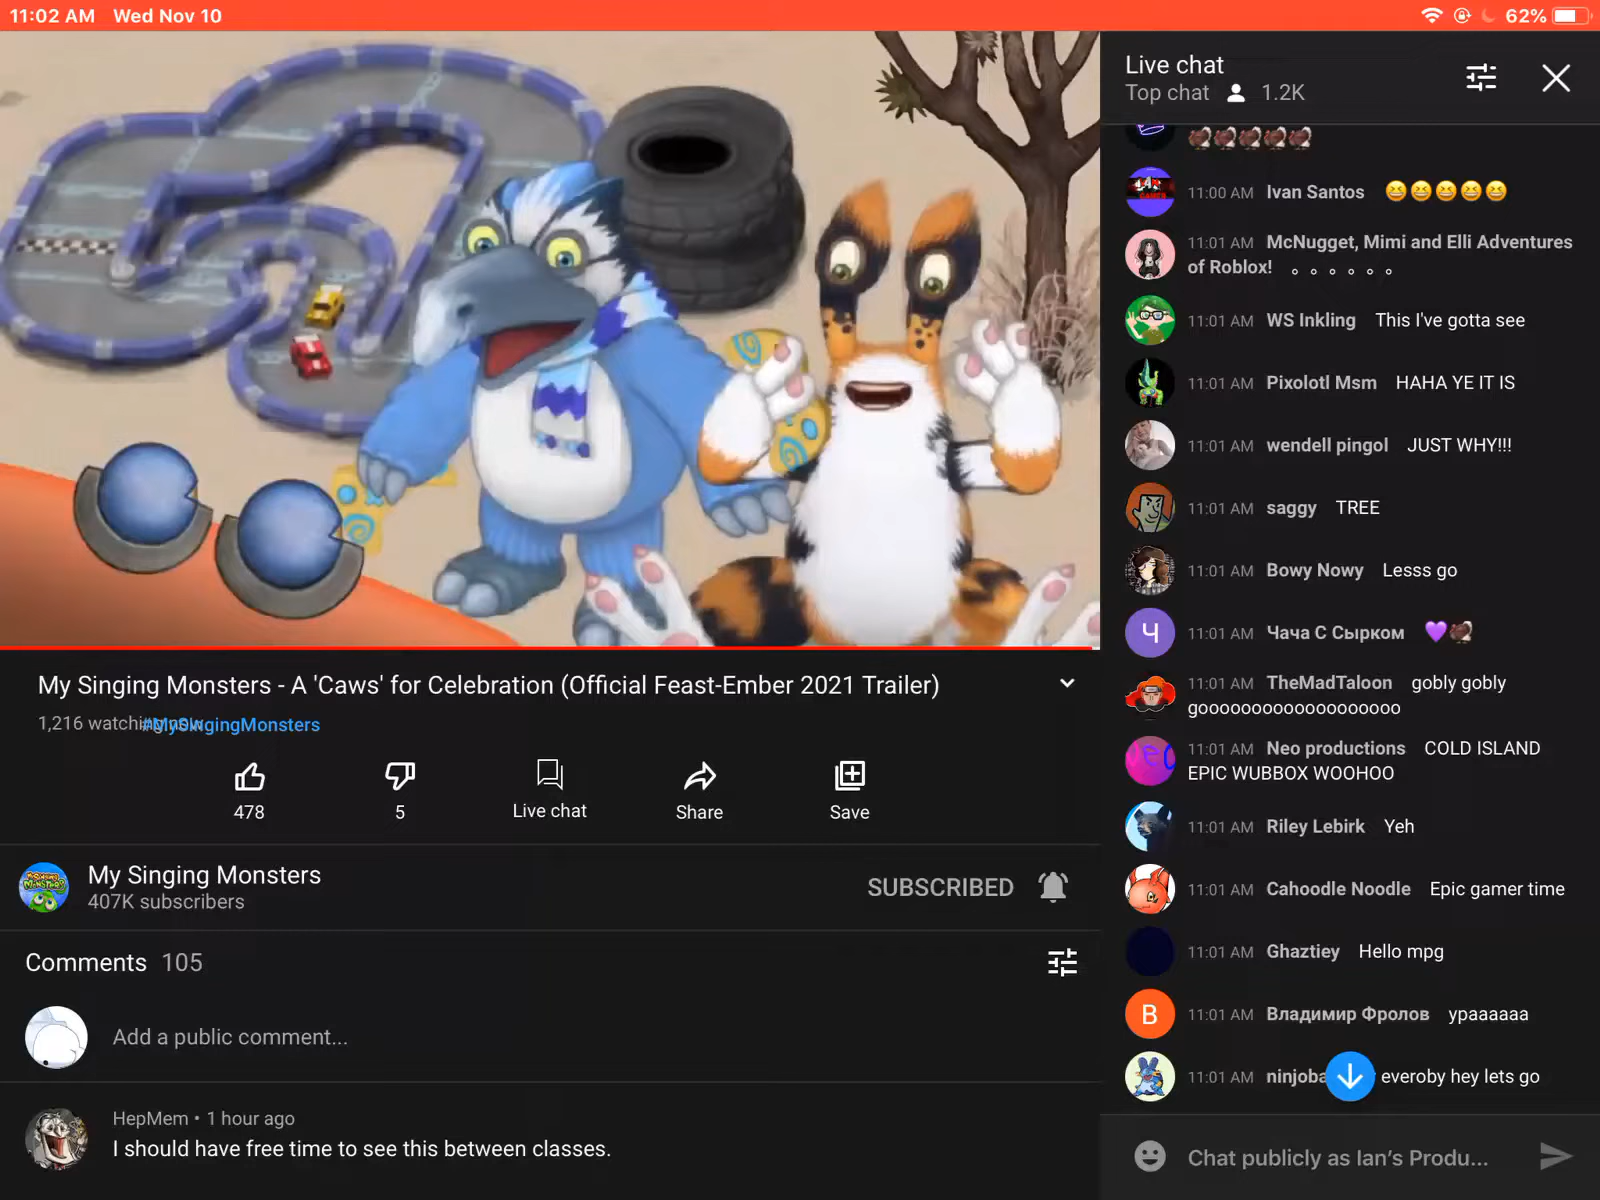 11:02 AM Wed Nov 10
62%
Live chat
Top chat 1.2K
11:00 AM Ivan Santos 😆😆😆😆😆
11:01 AM McNugget, Mimi and Elli Adventures
of Roblox! 。。。。。。
11:01 AM WS Inkling This I've gotta see
11:01 AM Pixolotl Msm HAHA YE IT IS
11:01 AM wendell pingol JUST WHY!!!
11:01 AM saggy TREE
11:01 AM Bowy Nowy Lesss go
Ч
11:01 AM Чача С Сырком 💜🦃
11:01 AM TheMadTaloon gobly gobly
goooooooooooooooooo
11:01 AM Neo productions COLD ISLAND
EPIC WUBBOX WOOHOO
11:01 AM Riley Lebirk Yeh
11:01 AM Cahoodle Noodle Epic gamer time
11:01 AM Ghaztiey Hello mpg
В
11:01 AM Владимир Фролов ураааааа
11:01 AM ninjoba everoby hey lets go
Chat publicly as Ian's Produ...
My Singing Monsters - A 'Caws' for Celebration (Official Feast-Ember 2021 Trailer)
1,216 watching now #MySingingMonsters
478
5
Live chat
Share
Save
My Singing Monsters
407K subscribers
SUBSCRIBED
Comments 105
Add a public comment...
HepMem • 1 hour ago
I should have free time to see this between classes.